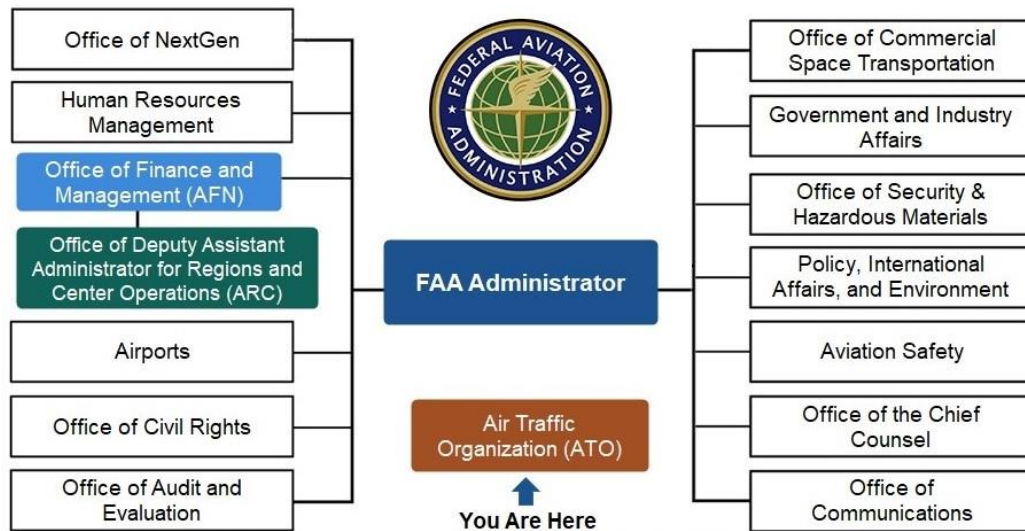 Office of NextGen
Human Resources
Management
Office of Finance and
Management (AFN)
Office of Deputy Assistant
Administrator for Regions and
Center Operations (ARC)
Airports
Office of Civil Rights
Office of Audit and
Evaluation
FEDERAL AVIATION
ADMINISTRATION
FAA Administrator
Air Traffic
Organization (ATO)
You Are Here
Office of Commercial
Space Transportation
Government and Industry
Affairs
Office of Security &
Hazardous Materials
Policy, International
Affairs, and Environment
Aviation Safety
Office of the Chief
Counsel
Office of
Communications